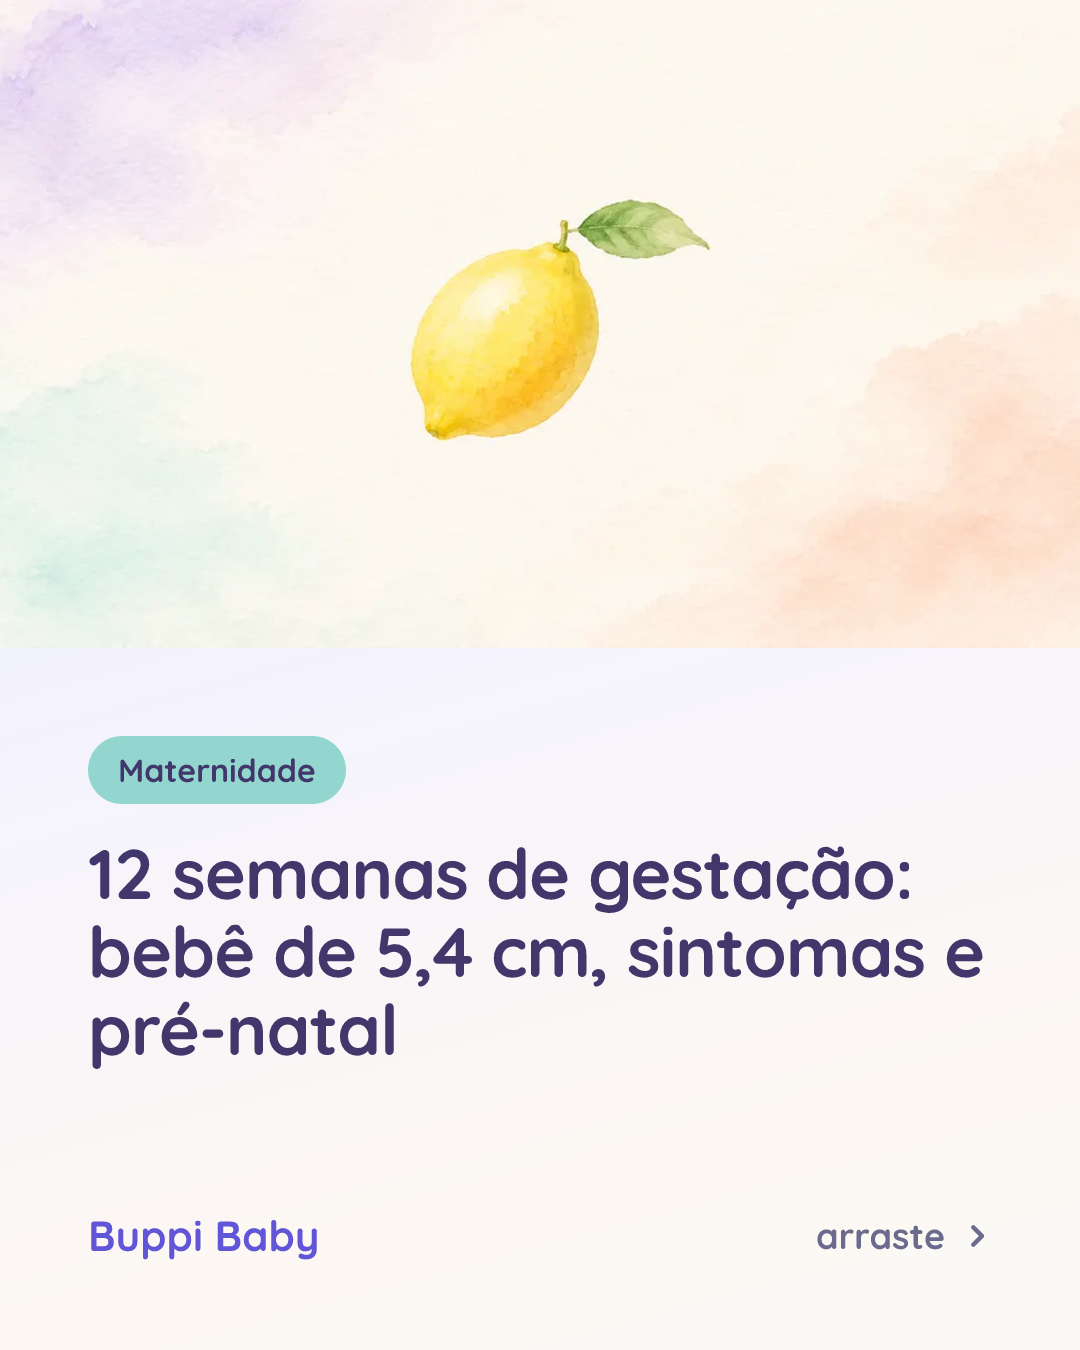 Maternidade
12 semanas de gestação:
bebê de 5,4 cm, sintomas e
pré-natal
Buppi Baby
arraste